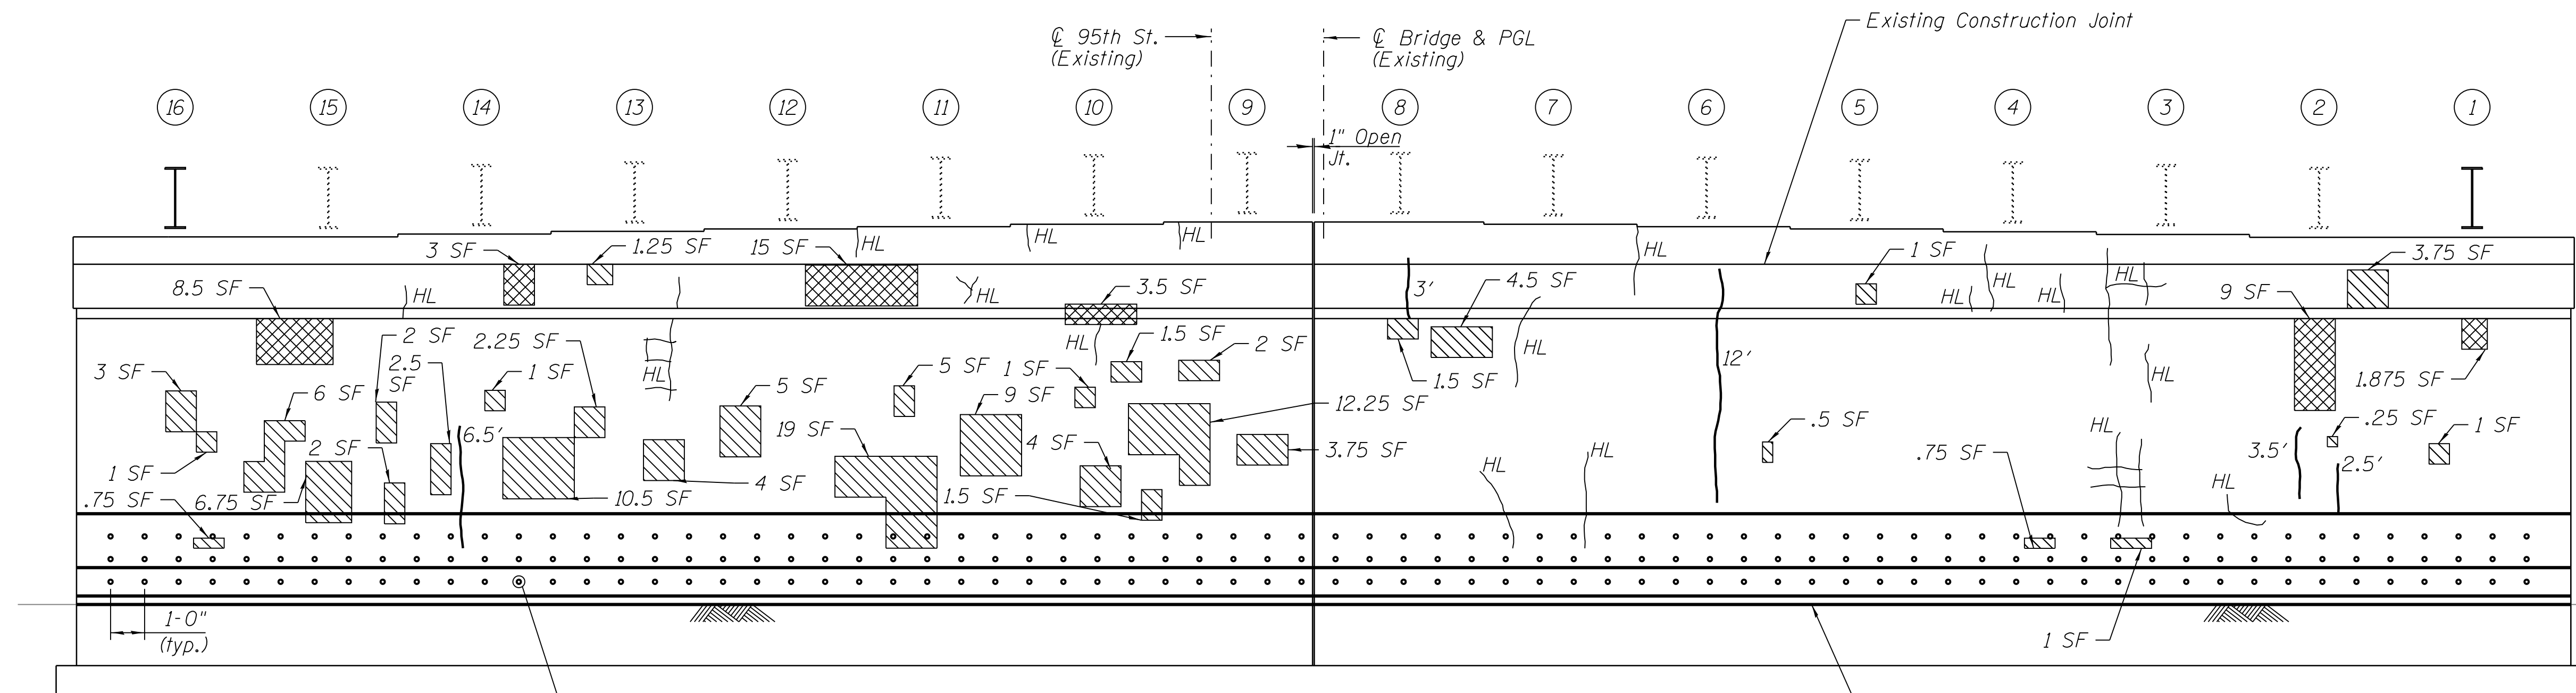 Existing Construction Joint
℄ 95th St.
(Existing)
℄ Bridge & PGL
(Existing)
16
15
14
13
12
11
10
9
8
7
6
5
4
3
2
1
1" Open
Jt.
3 SF
1.25 SF
15 SF
HL
HL
HL
HL
1 SF
3.75 SF
8.5 SF
HL
HL
3.5 SF
3'
4.5 SF
HL
HL
HL
HL
9 SF
2 SF
2.25 SF
HL
1.5 SF
2 SF
HL
12'
3 SF
2.5
SF
1 SF
HL
5 SF
5 SF
1 SF
1.5 SF
HL
1.875 SF
6 SF
9 SF
12.25 SF
.5 SF
.25 SF
1 SF
6.5'
19 SF
4 SF
3.75 SF
HL
HL
HL
.75 SF
3.5'
2.5'
2 SF
1 SF
4 SF
HL
.75 SF
6.75 SF
10.5 SF
1.5 SF
1-0"
(typ.)
1 SF